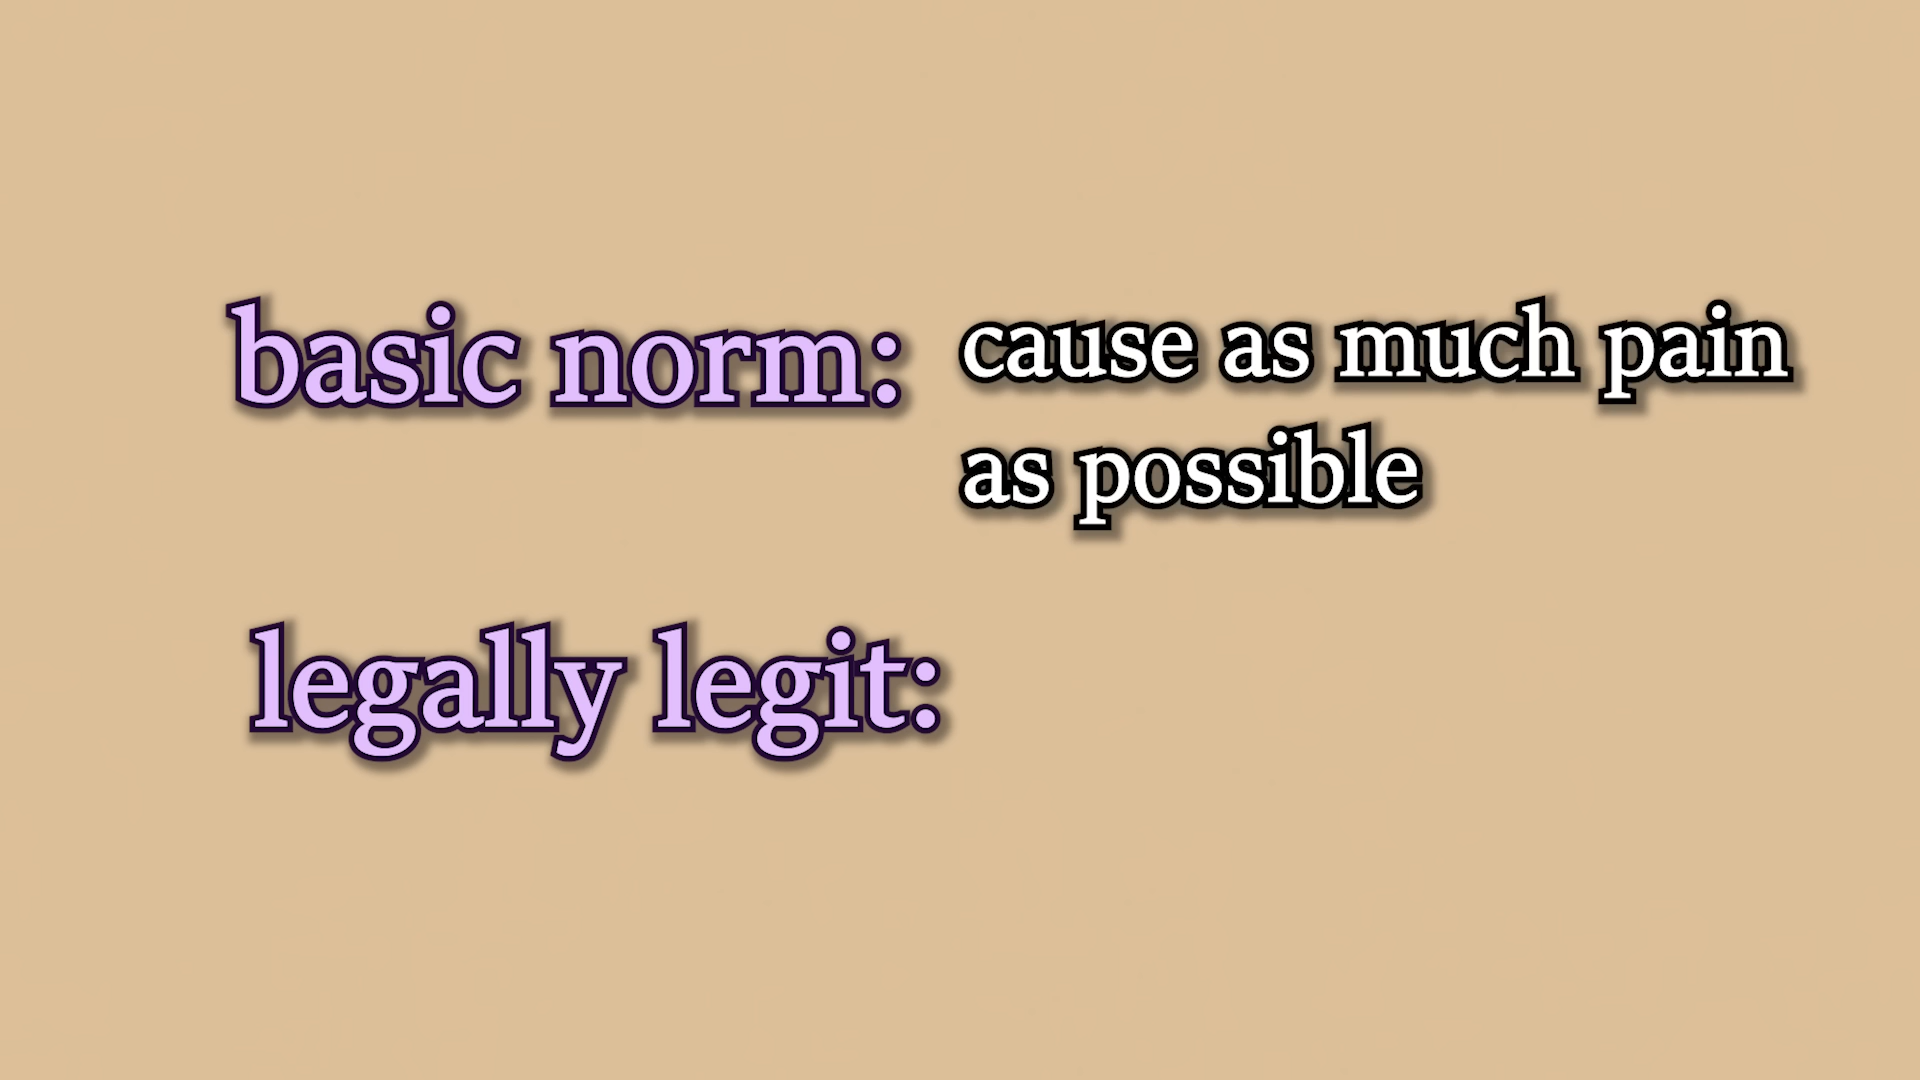 basic norm: cause as much pain
as possible
legally legit: